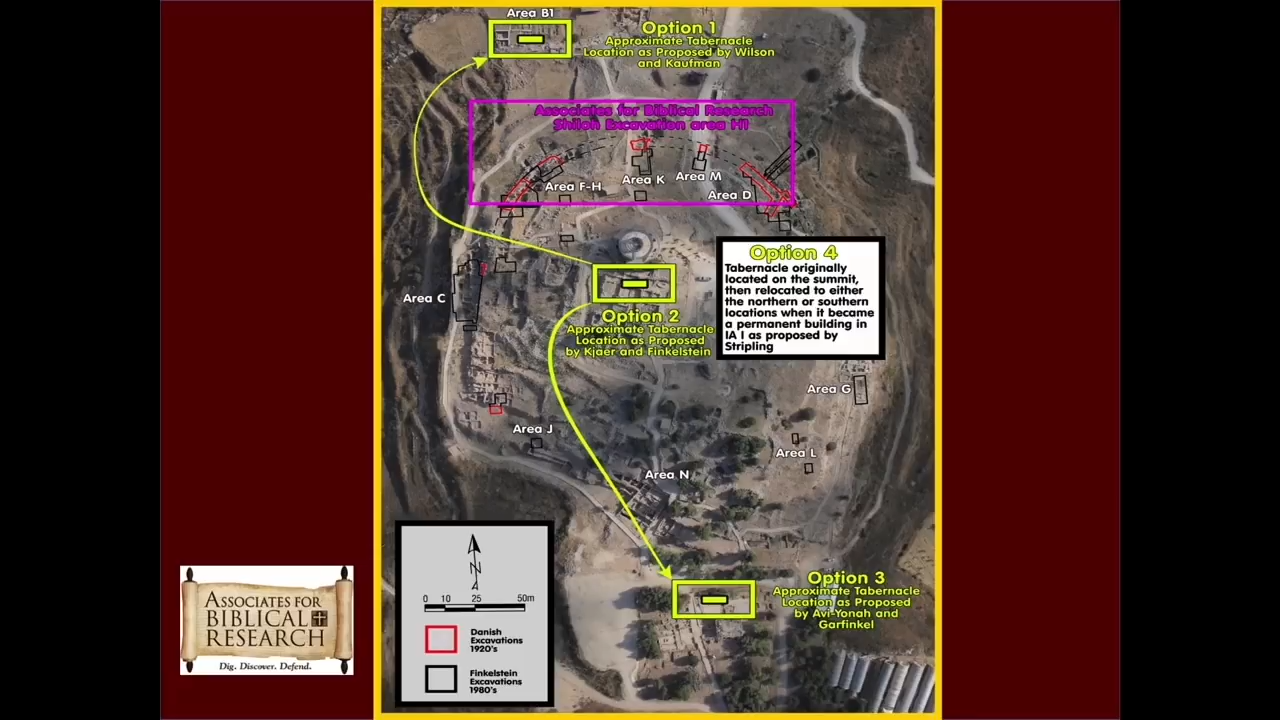 Area B1
Option 1
Approximate Tabernacle
Location as Proposed by Wilson
and Kaufman
Associates for Biblical Research
Shiloh Excavation area H1
Area F-H
Area K
Area M
Area D
Option 4
Tabernacle originally
located on the summit,
then relocated to either
the northern or southern
locations when it became
a permanent building in
IA I as proposed by
Stripling
Area C
Option 2
Approximate Tabernacle
Location as Proposed
by Kjaer and Finkelstein
Area G
Area J
Area L
Area N
N
0 10 25 50m
Danish
Excavations
1920's
Finkelstein
Excavations
1980's
Option 3
Approximate Tabernacle
Location as Proposed
by Avi-Yonah and
Garfinkel
ASSOCIATES FOR
BIBLICAL
RESEARCH
Dig. Discover. Defend.